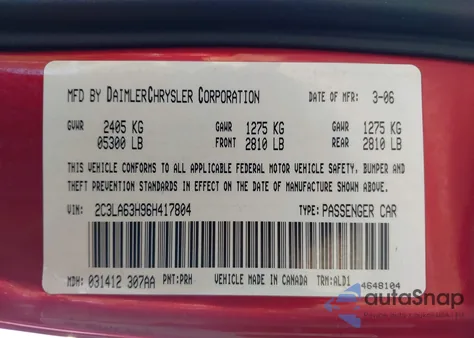 MFD BY DAIMLERCHRYSLER CORPORATION DATE OF MFR: 3-06
GVWR 2405 KG GAWR 1275 KG GAWR 1275 KG
05300 LB FRONT 2810 LB REAR 2810 LB
THIS VEHICLE CONFORMS TO ALL APPLICABLE FEDERAL MOTOR VEHICLE SAFETY, BUMPER AND
THEFT PREVENTION STANDARDS IN EFFECT ON THE DATE OF MANUFACTURE SHOWN ABOVE.
VIN: 2C3LA63H96H417804 TYPE: PASSENGER CAR
MDH: 031412 307AA PNT: PRH VEHICLE MADE IN CANADA TRM: ALD1 4648104
autoSnap